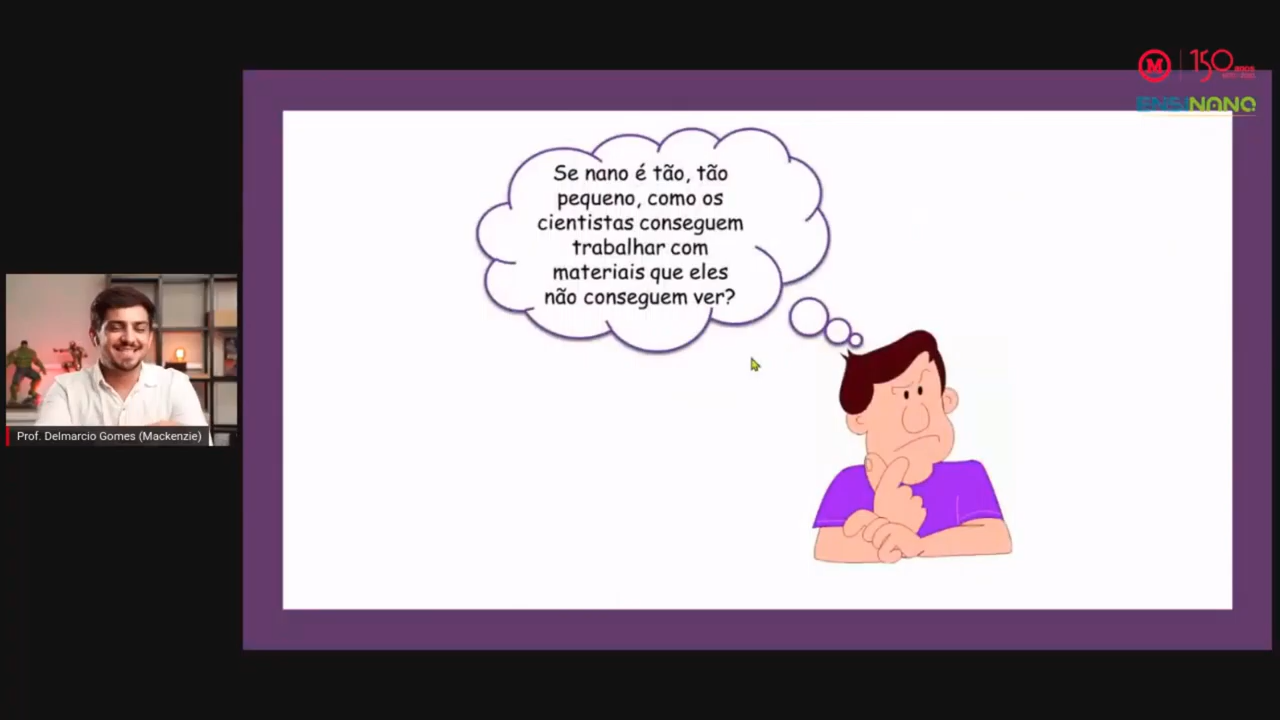 M 150
ENSINANO
Se nano é tão, tão
pequeno, como os
cientistas conseguem
trabalhar com
materiais que eles
não conseguem ver?
Prof. Delmarcio Gomes (Mackenzie)